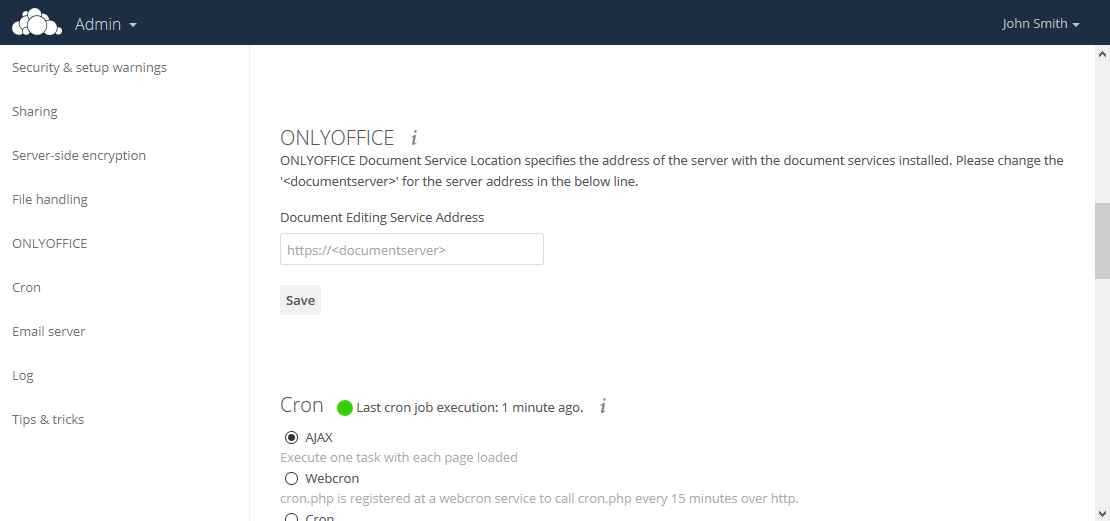 Admin
John Smith
Security & setup warnings
Sharing
Server-side encryption
File handling
ONLYOFFICE
Cron
Email server
Log
Tips & tricks
ONLYOFFICE i
ONLYOFFICE Document Service Location specifies the address of the server with the document services installed. Please change the
'<documentserver>' for the server address in the below line.
Document Editing Service Address
https://<documentserver>
Save
Cron Last cron job execution: 1 minute ago. i
AJAX
Execute one task with each page loaded
Webcron
cron.php is registered at a webcron service to call cron.php every 15 minutes over http.
Cron